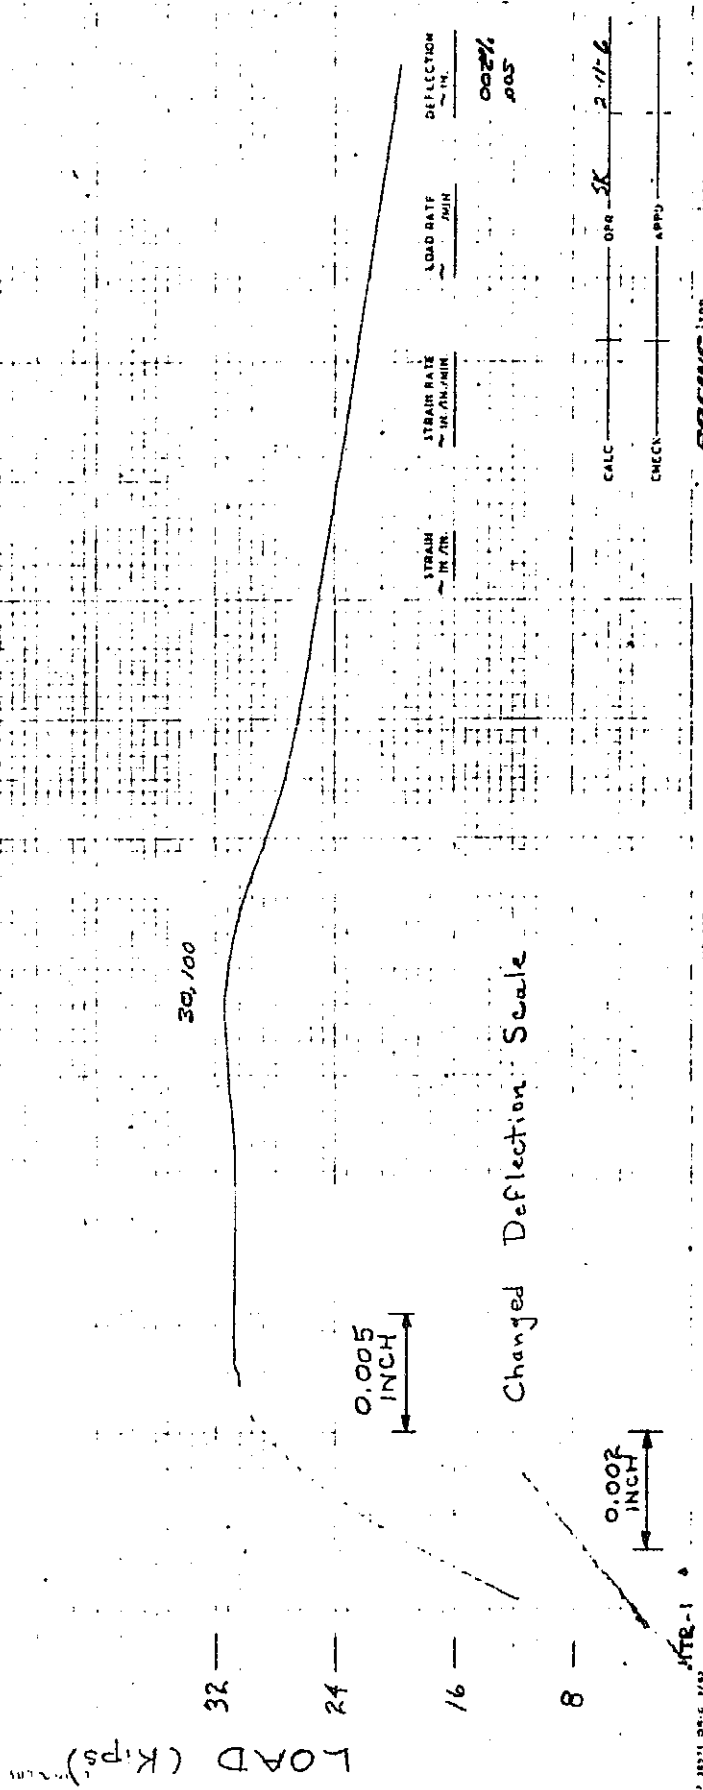 LOAD (Kips)
32
24
16
8
30,100
0.005
INCH
Changed Deflection Scale
0.002
INCH
MTR-1
STRAIN
~ IN./IN.
STRAIN RATE
~ IN./IN./MIN.
LOAD RATE
~ /MIN
DEFLECTION
~ IN.
.005
CALC
OPR SK 2-11-6
CHECK
APPD